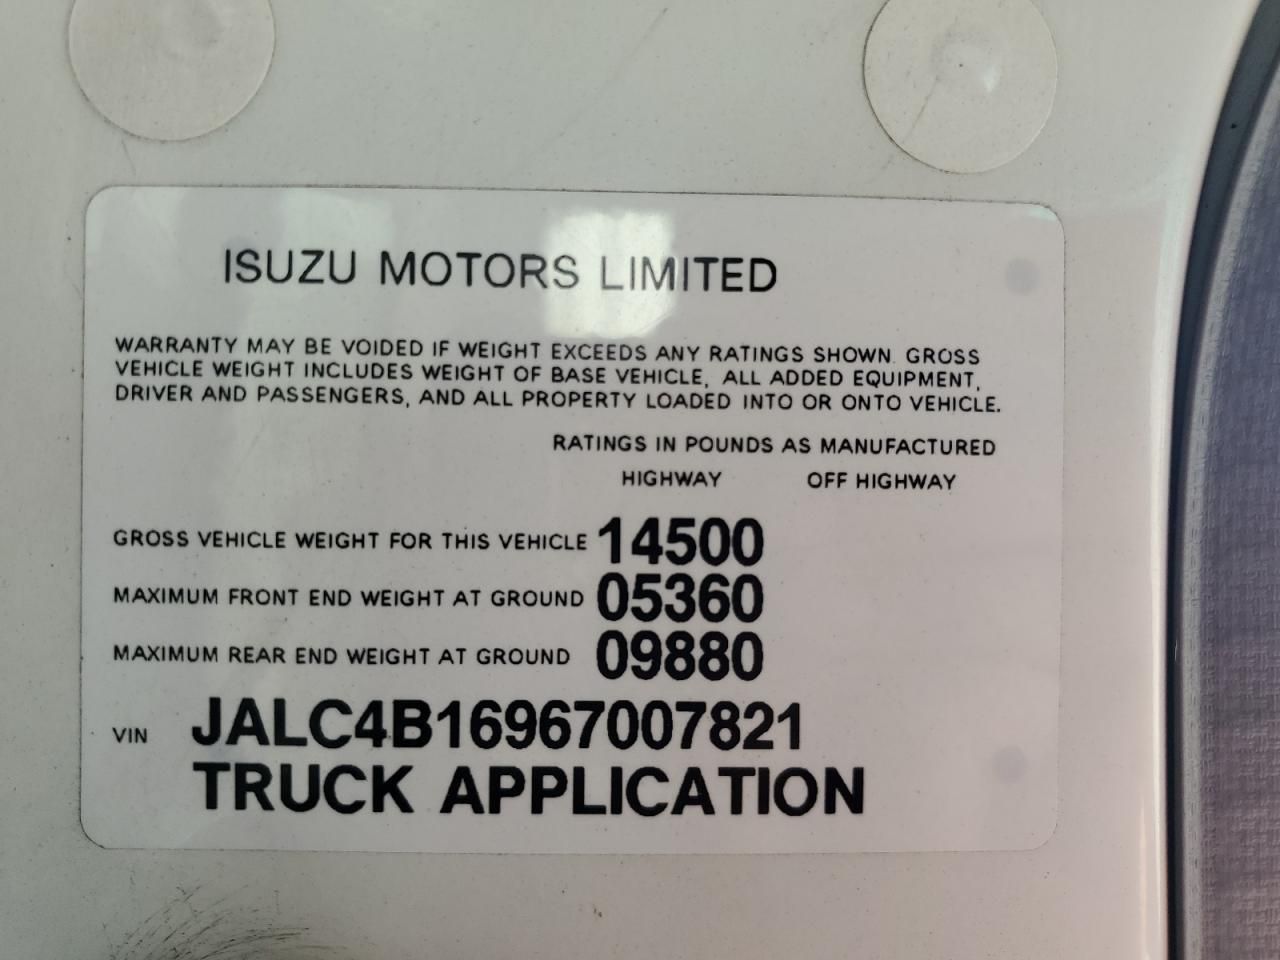 ISUZU MOTORS LIMITED
WARRANTY MAY BE VOIDED IF WEIGHT EXCEEDS ANY RATINGS SHOWN. GROSS
VEHICLE WEIGHT INCLUDES WEIGHT OF BASE VEHICLE, ALL ADDED EQUIPMENT,
DRIVER AND PASSENGERS, AND ALL PROPERTY LOADED INTO OR ONTO VEHICLE.
RATINGS IN POUNDS AS MANUFACTURED
HIGHWAY OFF HIGHWAY
GROSS VEHICLE WEIGHT FOR THIS VEHICLE 14500
MAXIMUM FRONT END WEIGHT AT GROUND 05360
MAXIMUM REAR END WEIGHT AT GROUND 09880
VIN JALC4B16967007821
TRUCK APPLICATION